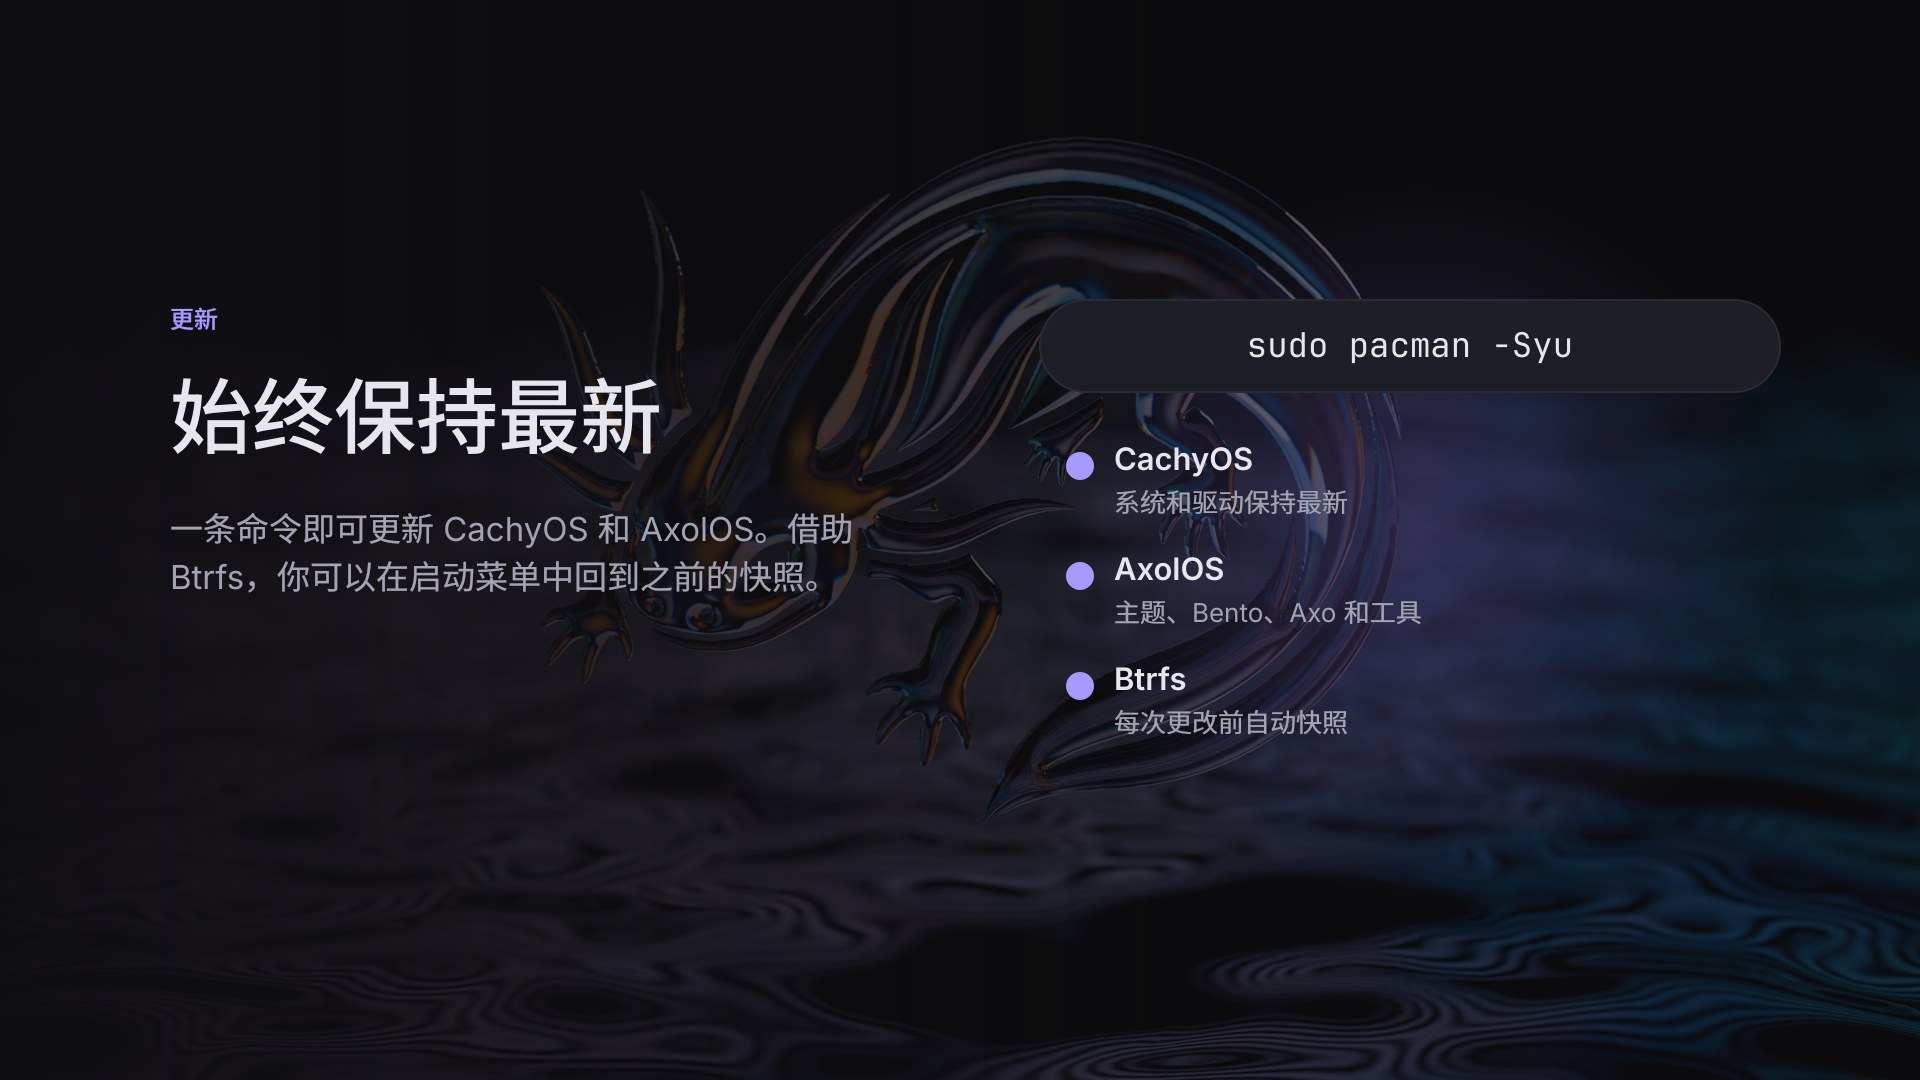 更新
始终保持最新
一条命令即可更新 CachyOS 和 AxolOS。借助
Btrfs，你可以在启动菜单中回到之前的快照。
sudo pacman -Syu
CachyOS
系统和驱动保持最新
AxolOS
主题、Bento、Axo 和工具
Btrfs
每次更改前自动快照